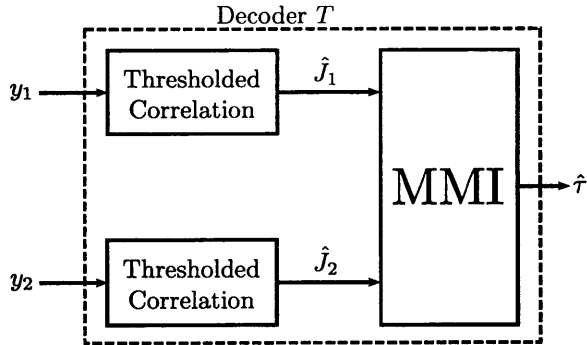 Decoder T
y₁
Thresholded
Correlation
Ĵ₁
MMI
τ̂
y₂
Thresholded
Correlation
Ĵ₂